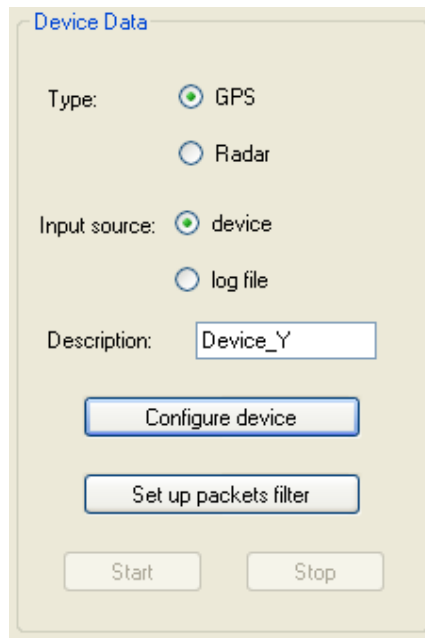 Device Data
Type: GPS
Radar
Input source: device
log file
Description: Device_Y
Configure device
Set up packets filter
Start Stop